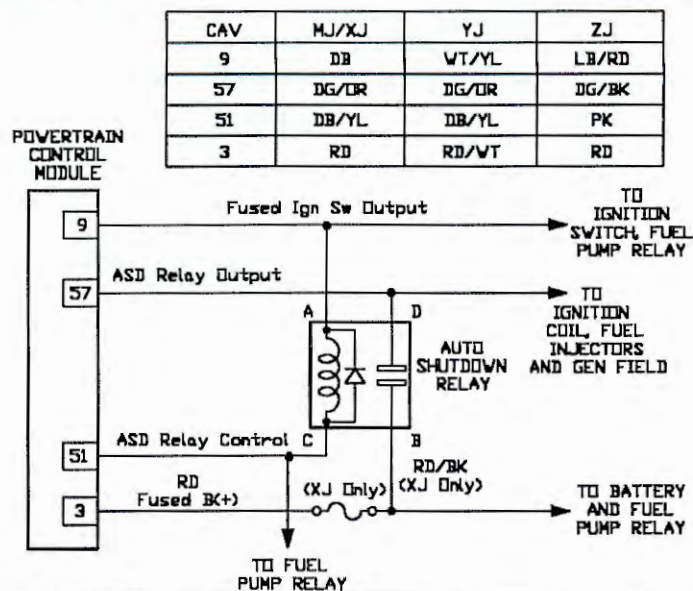 CAV MJ/XJ YJ ZJ
9 DB WT/YL LB/RD
57 DG/OR DG/OR DG/BK
51 DB/YL DB/YL PK
3 RD RD/WT RD
POWERTRAIN
CONTROL
MODULE
9
Fused Ign Sw Output
TO
IGNITION
SWITCH, FUEL
PUMP RELAY
57
ASD Relay Output
TO
IGNITION
COIL, FUEL
INJECTORS
AND GEN FIELD
A
D
AUTO
SHUTDOWN
RELAY
C
B
51
ASD Relay Control
RD/BK
(XJ Only)
3
RD
Fused B(+)
(XJ Only)
TO BATTERY
AND FUEL
PUMP RELAY
TO FUEL
PUMP RELAY